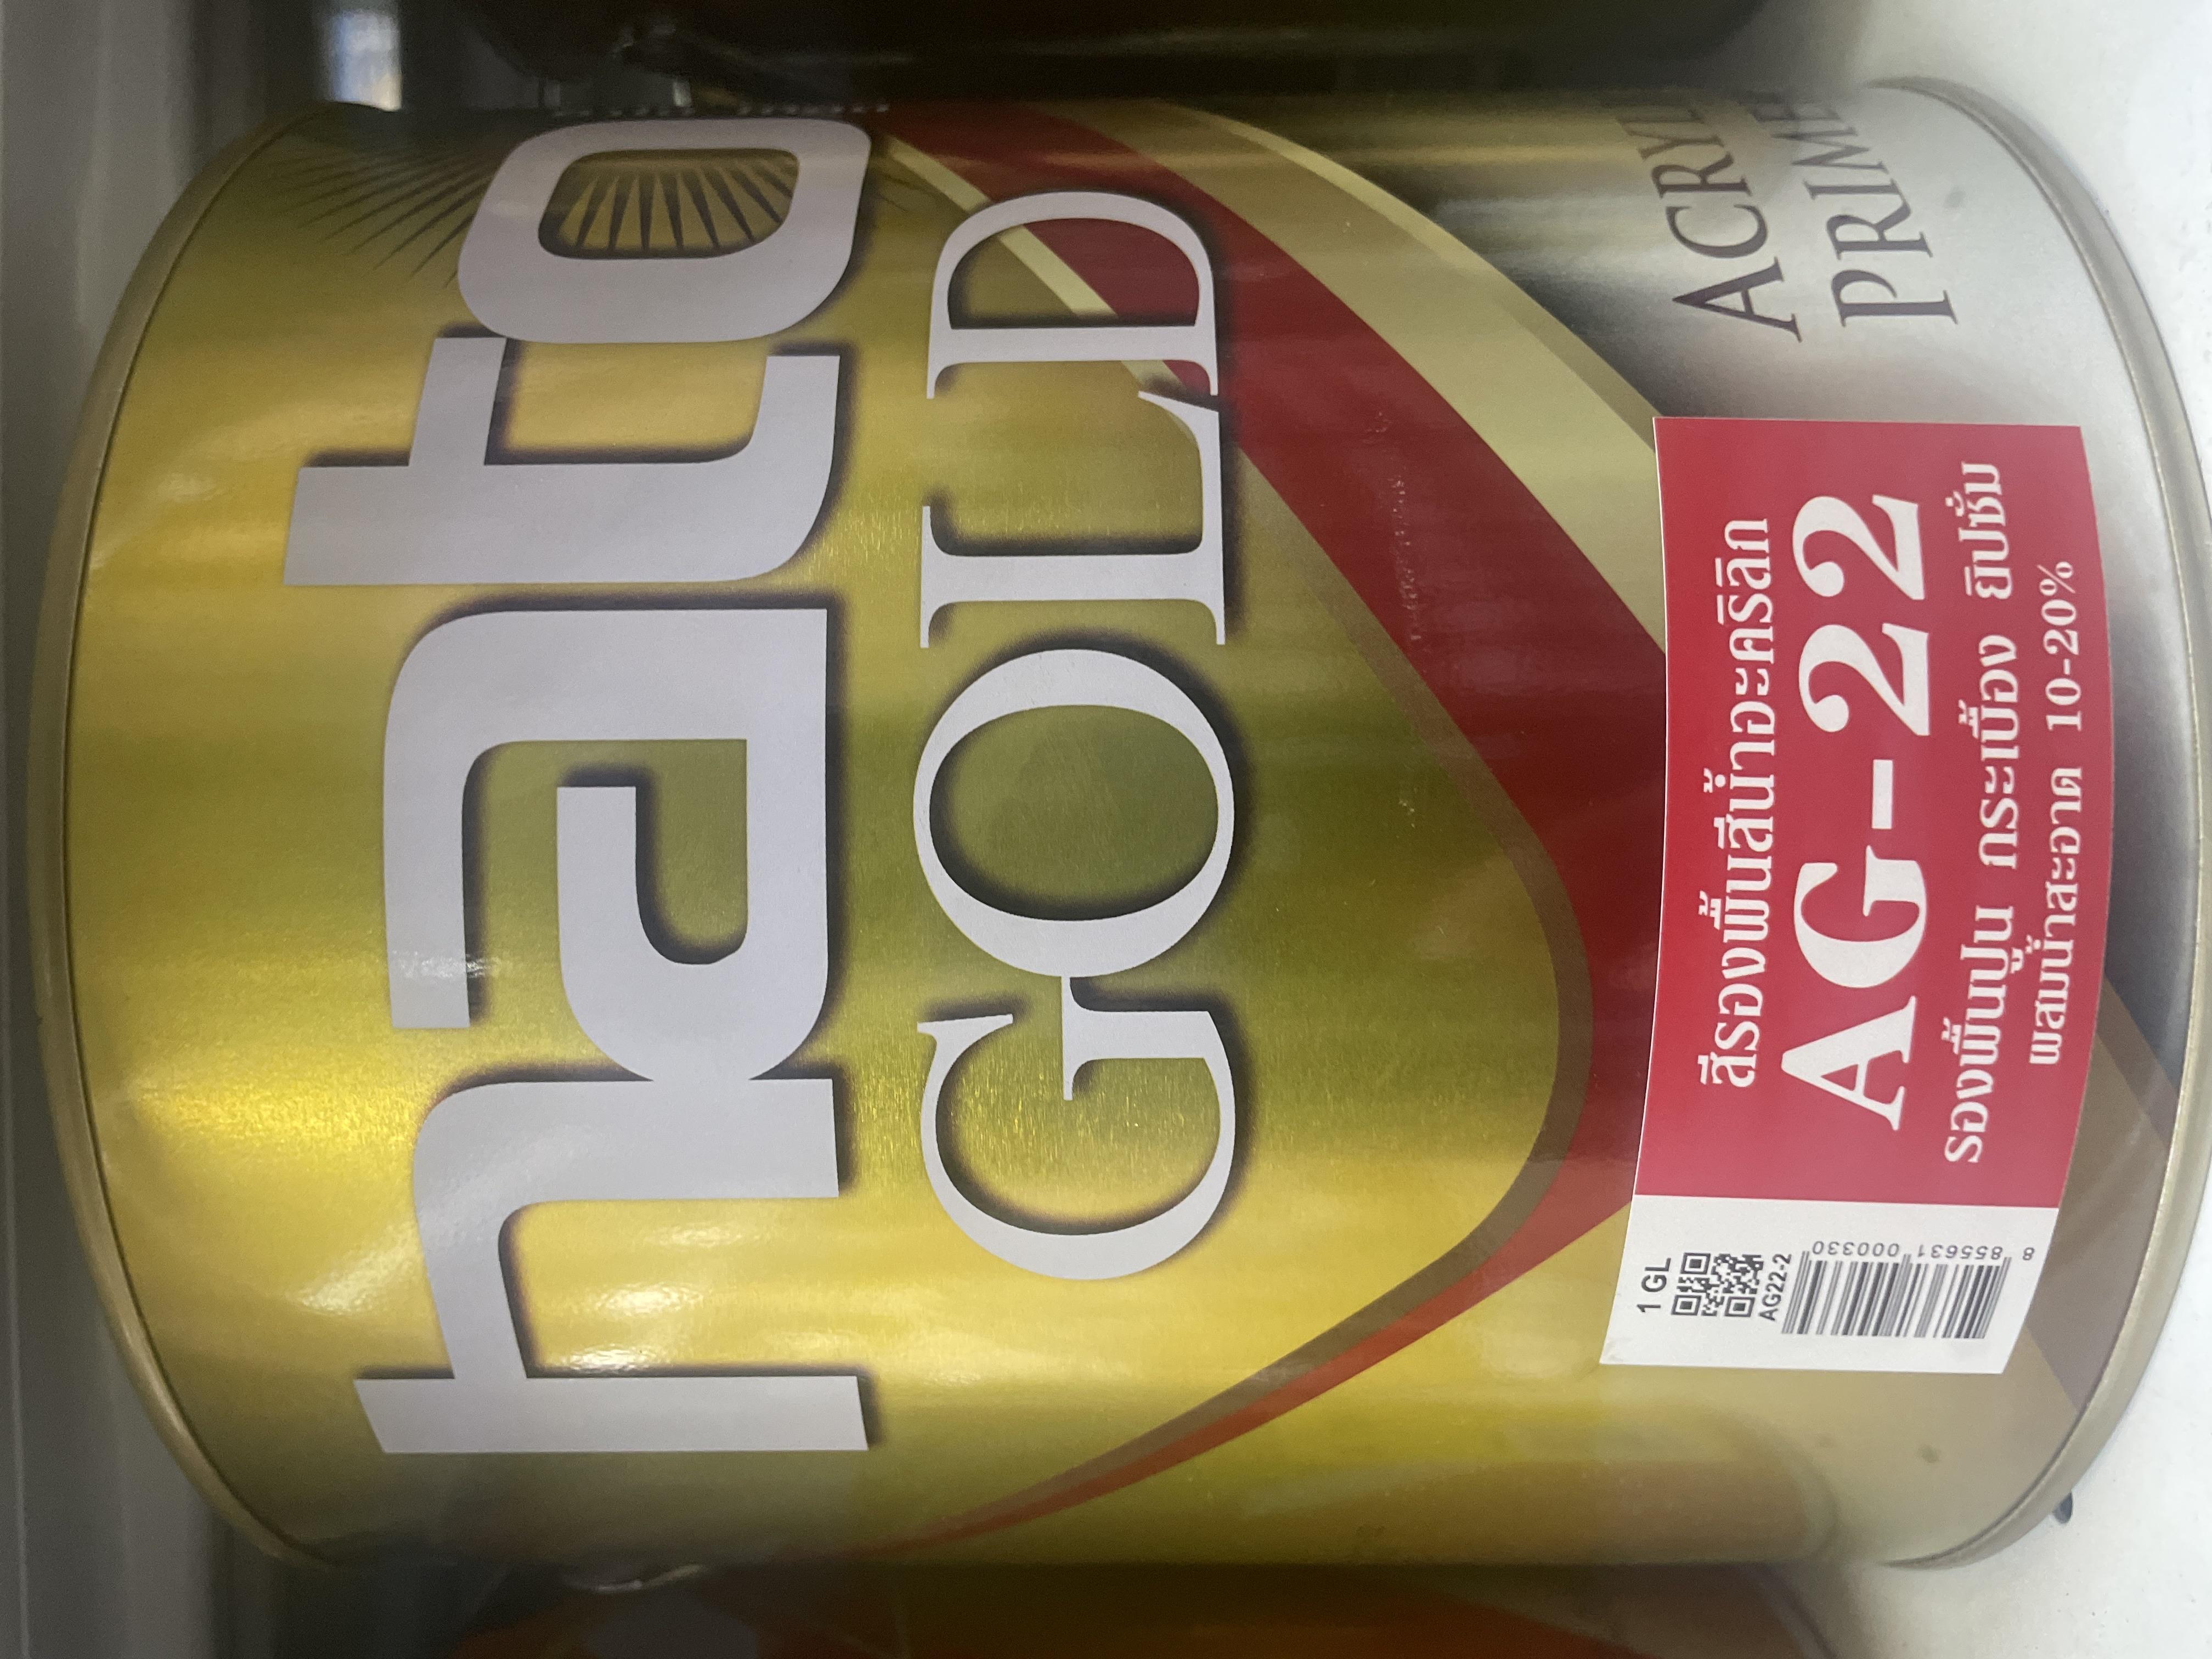 hato
GOLD
ACRYL
PRIME
สีรองพื้นสีน้ำอะคริลิก
AG-22
รองพื้นปูน กระเบื้อง ยิปซั่ม
ผสมน้ำสะอาด 10-20%
1 GL
AG22-2
8 855631 000330